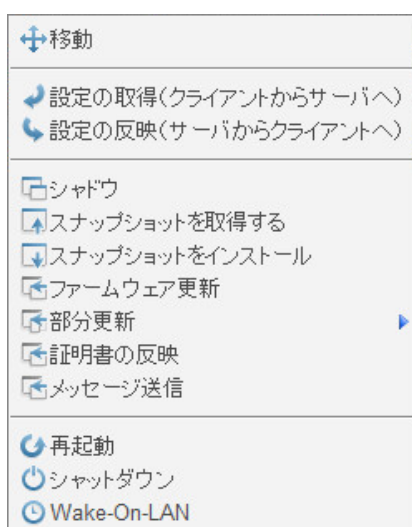 移動
設定の取得(クライアントからサーバへ)
設定の反映(サーバからクライアントへ)
シャドウ
スナップショットを取得する
スナップショットをインストール
ファームウェア更新
部分更新
証明書の反映
メッセージ送信
再起動
シャットダウン
Wake-On-LAN